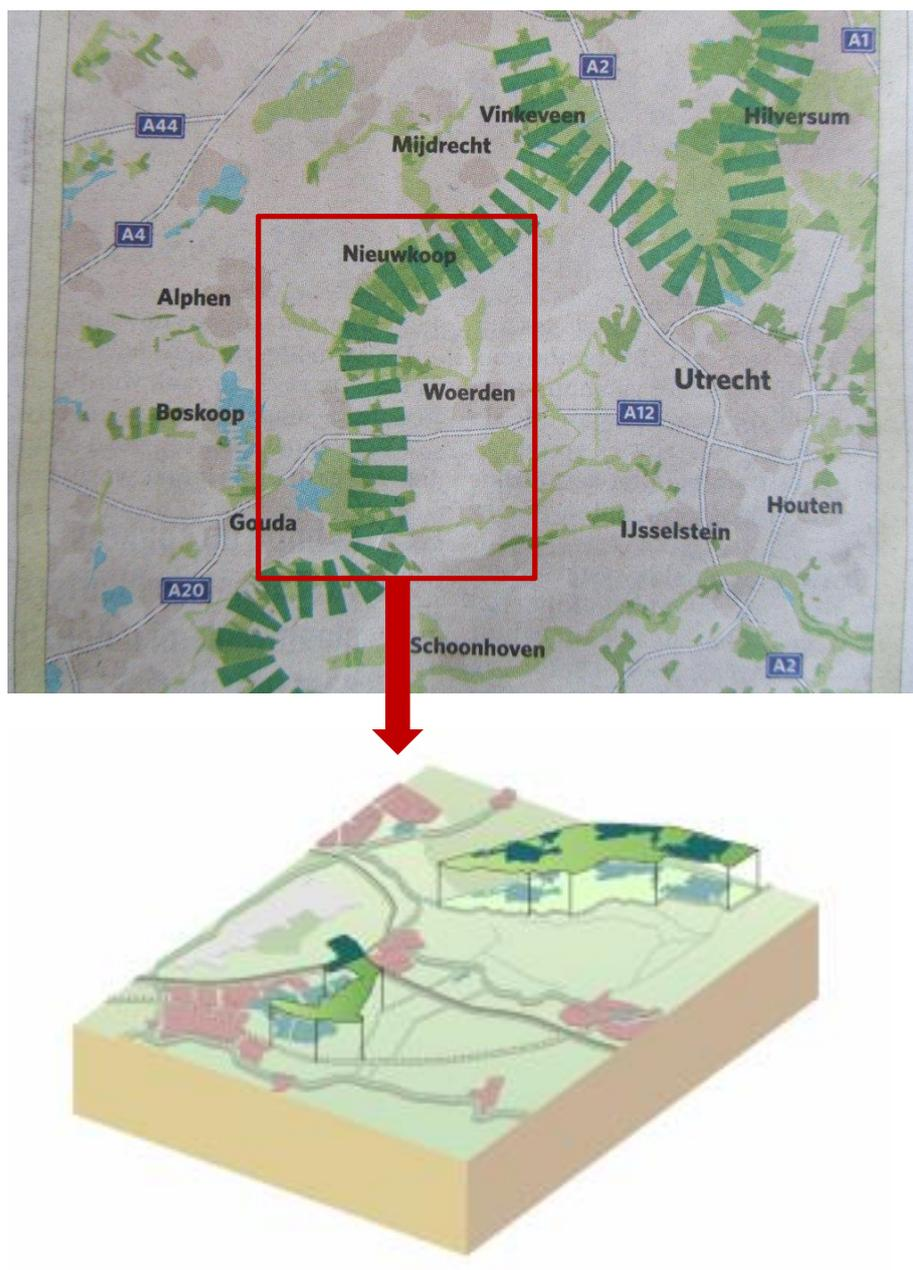 A1
A2
Vinkeveen
Hilversum
A44
Mijdrecht
A4
Nieuwkoop
Alphen
Utrecht
Woerden
Boskoop
A12
Houten
Gouda
IJsselstein
A20
Schoonhoven
A2